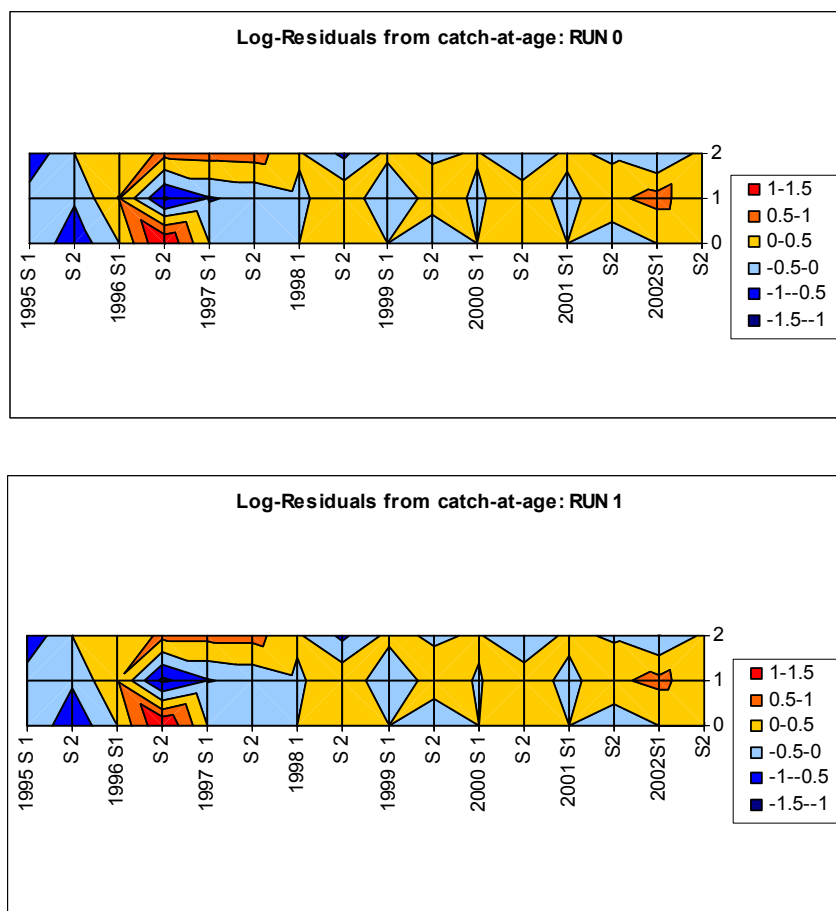 Log-Residuals from catch-at-age: RUN 0
2
1
0
1995 S 1
S 2
1996 S1
S 2
1997 S 1
S 2
1998 1
S 2
1999 S 1
S 2
2000 S 1
S 2
2001 S1
S2
2002S1
S2
1-1.5
0.5-1
0-0.5
-0.5-0
-1--0.5
-1.5--1
Log-Residuals from catch-at-age: RUN 1
2
1
0
1995 S 1
S 2
1996 S1
S 2
1997 S 1
S 2
1998 1
S 2
1999 S 1
S 2
2000 S 1
S 2
2001 S1
S2
2002S1
S2
1-1.5
0.5-1
0-0.5
-0.5-0
-1--0.5
-1.5--1